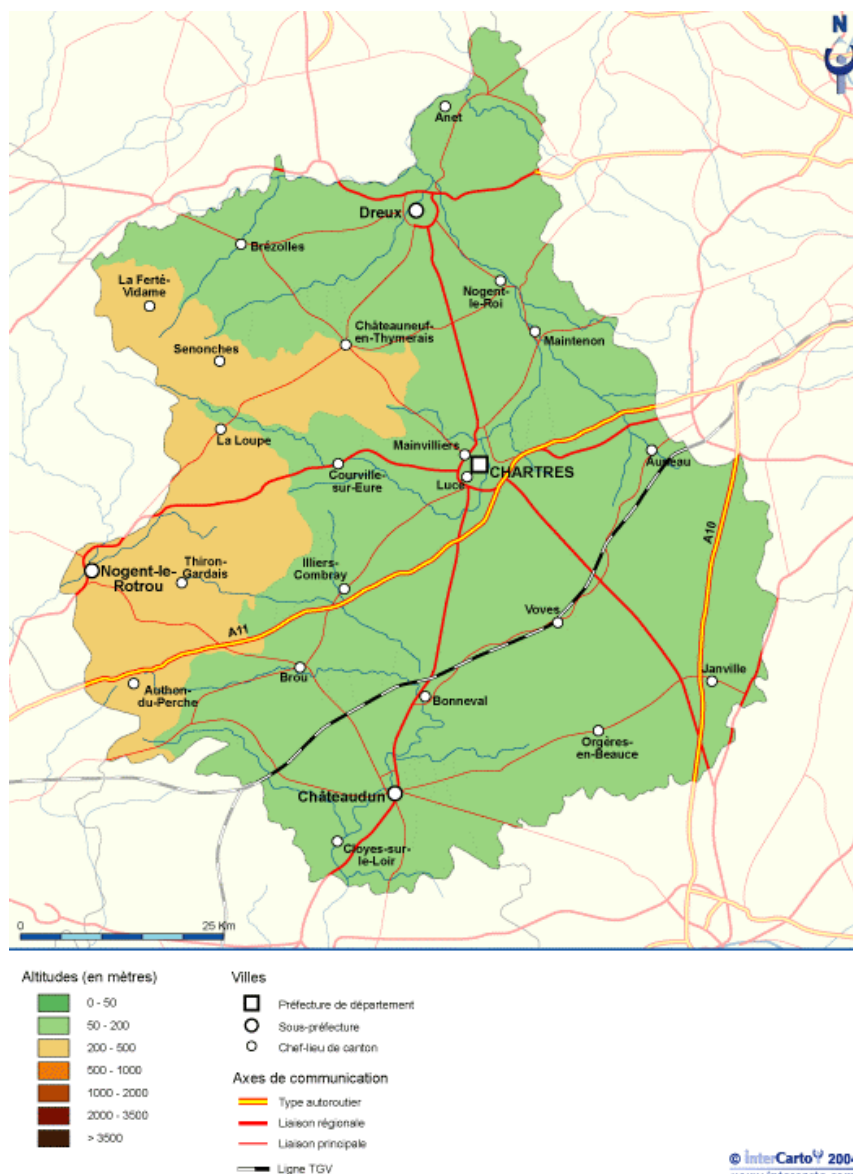 N
Anet
Dreux
Brézolles
La Ferté-
Vidame
Nogent-
le-Roi
Châteauneuf-
en-Thymerais
Maintenon
Senonches
La Loupe
Mainvilliers
CHARTRES
Auneau
Courville-
sur-Eure
Lucé
A10
Nogent-le-
Rotrou
Thiron-
Gardais
Illiers-
Combray
Voves
A11
Janville
Brou
Authon-
du-Perche
Bonneval
Orgères-
en-Beauce
Châteaudun
Cloyes-sur-
le-Loir
0 25 Km
Altitudes (en mètres)
0 - 50
50 - 200
200 - 500
500 - 1000
1000 - 2000
2000 - 3500
> 3500
Villes
Préfecture de département
Sous-préfecture
Chef-lieu de canton
Axes de communication
Type autoroutier
Liaison régionale
Liaison principale
Ligne TGV
© interCarto 2004